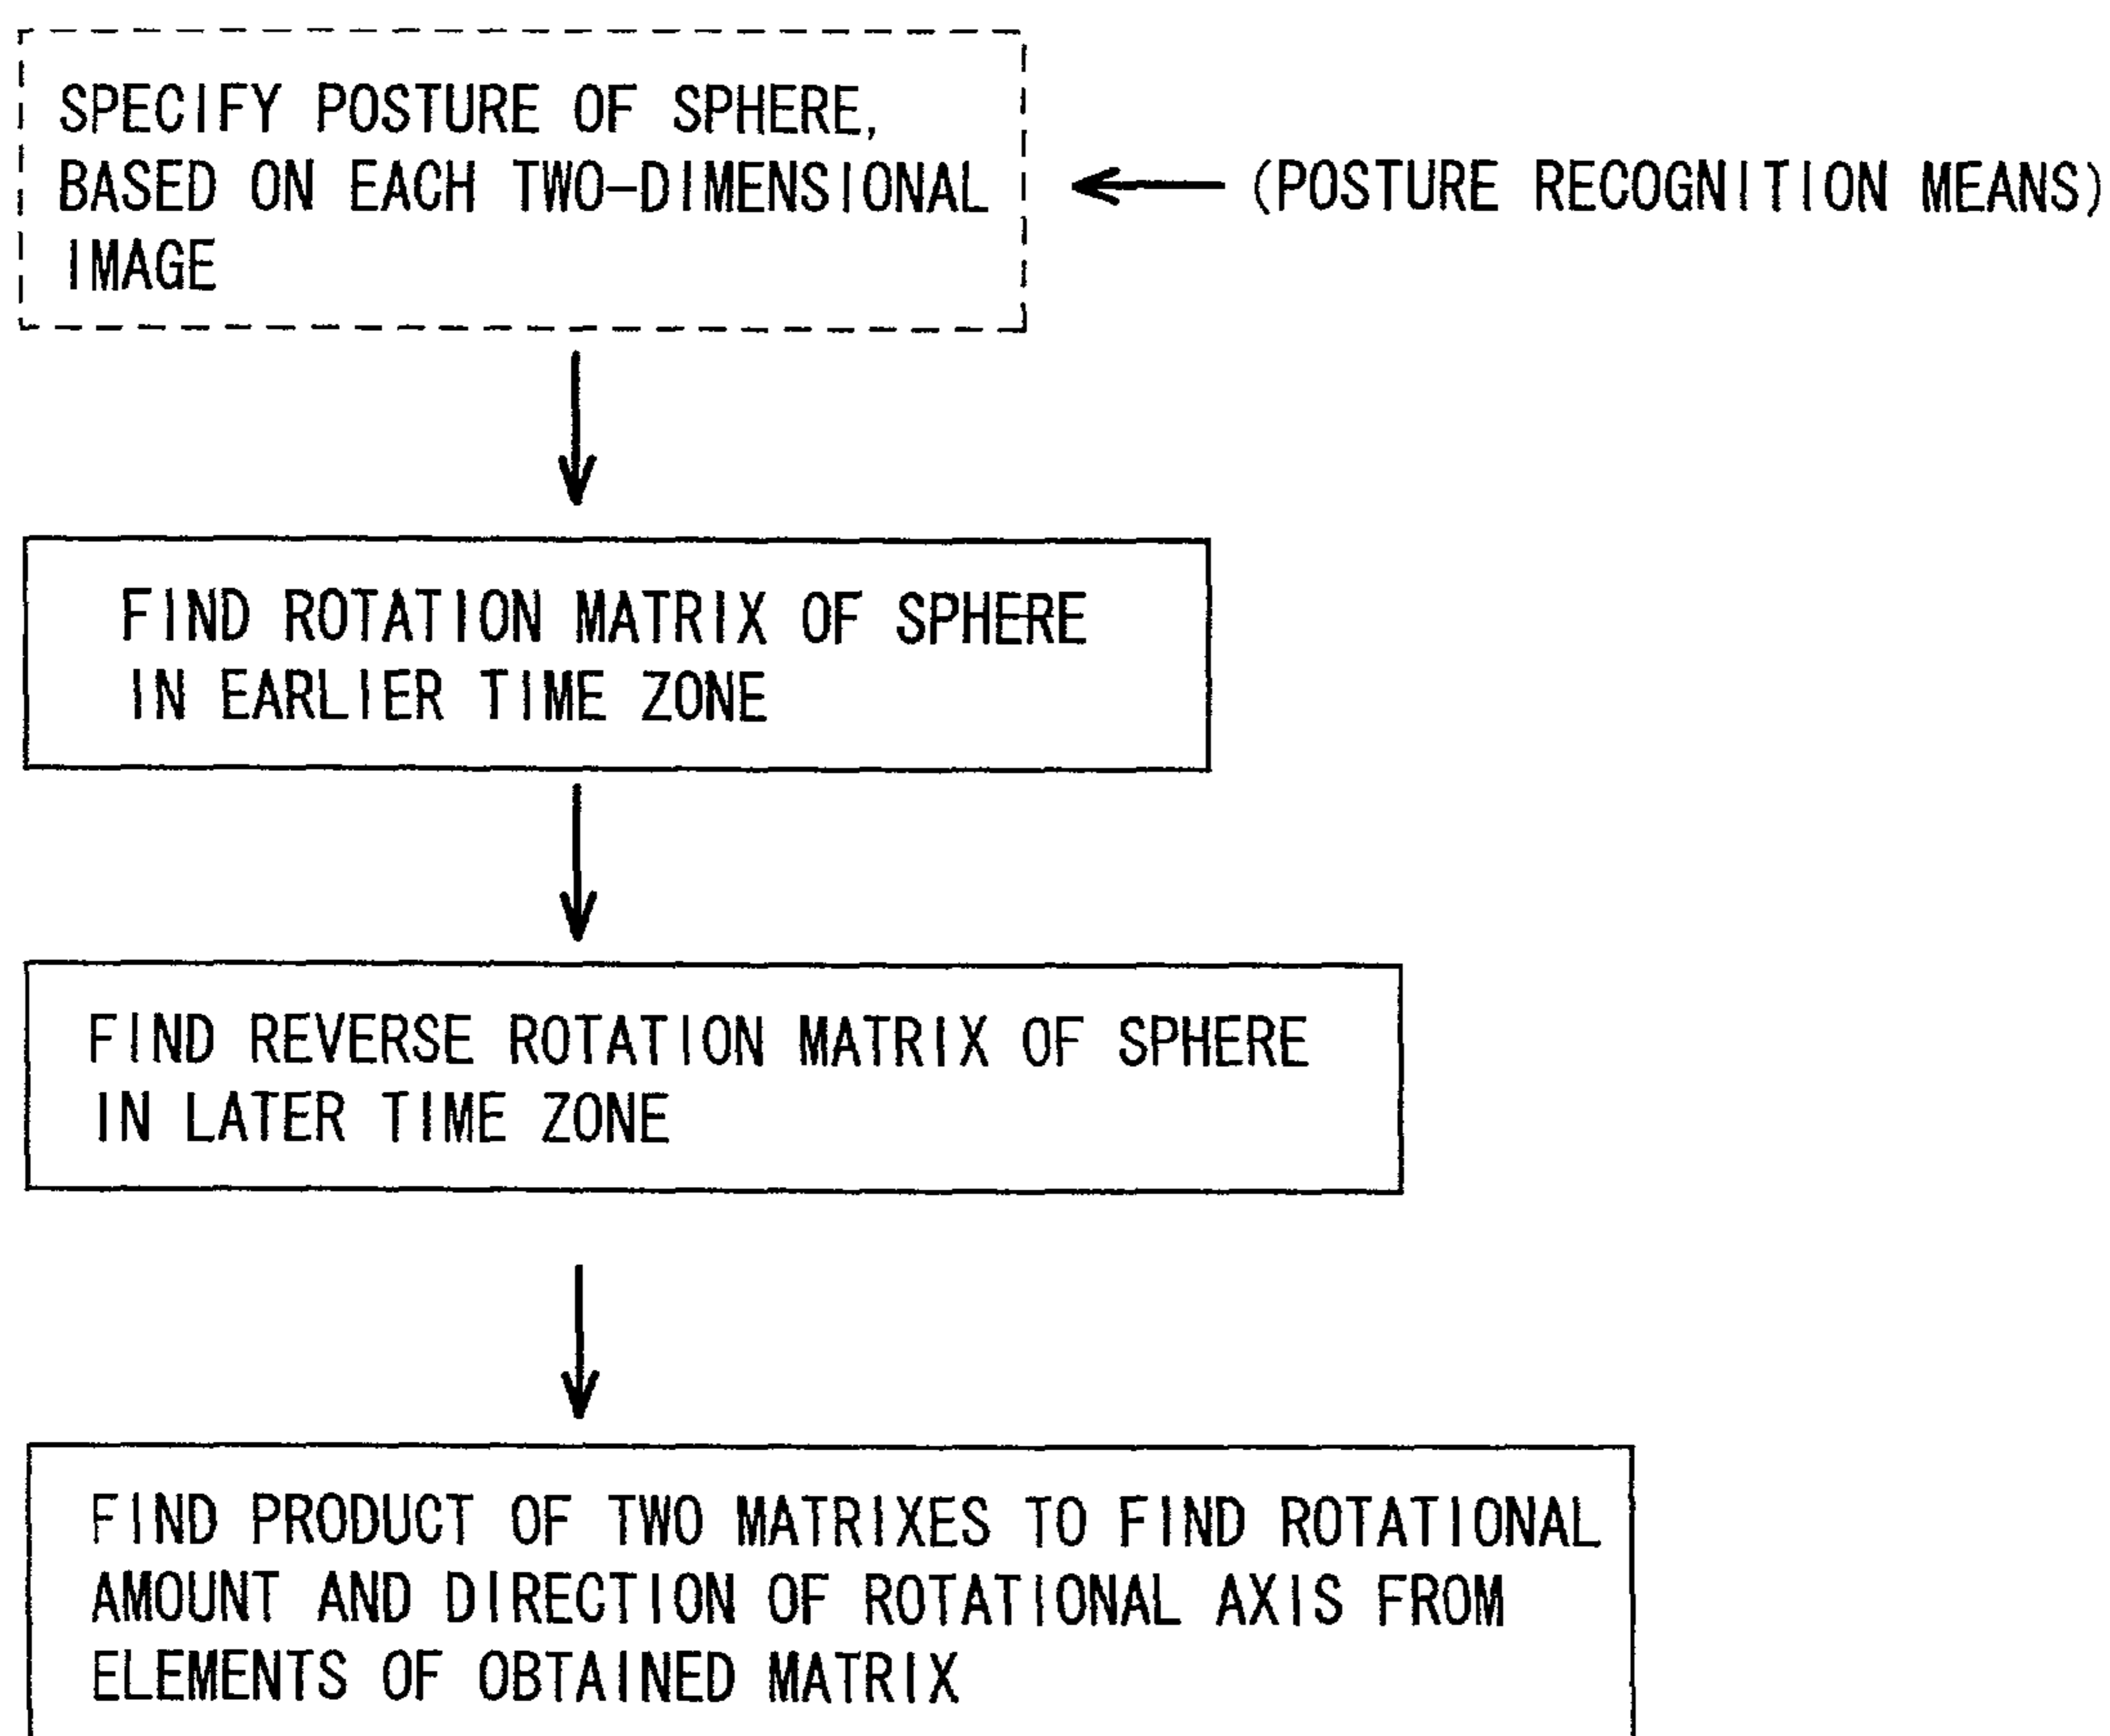 SPECIFY POSTURE OF SPHERE,
BASED ON EACH TWO-DIMENSIONAL
IMAGE
(POSTURE RECOGNITION MEANS)
FIND ROTATION MATRIX OF SPHERE
IN EARLIER TIME ZONE
FIND REVERSE ROTATION MATRIX OF SPHERE
IN LATER TIME ZONE
FIND PRODUCT OF TWO MATRIXES TO FIND ROTATIONAL
AMOUNT AND DIRECTION OF ROTATIONAL AXIS FROM
ELEMENTS OF OBTAINED MATRIX